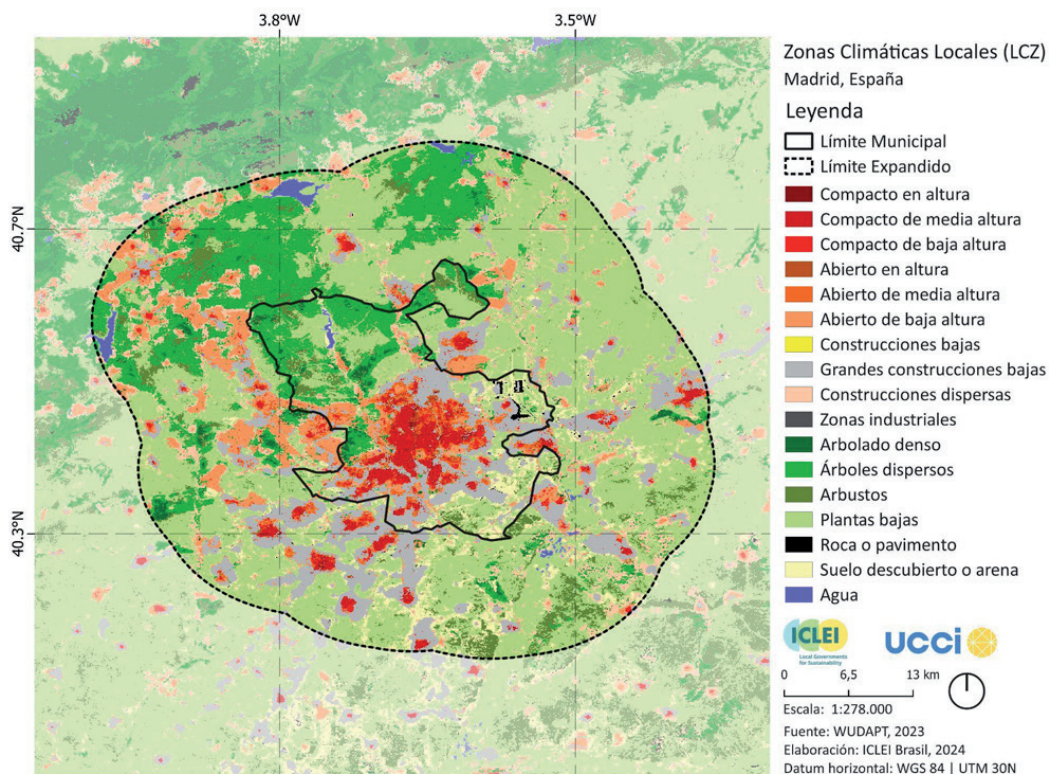 3.8°W
3.5°W
40.7°N
40.3°N
Zonas Climáticas Locales (LCZ)
Madrid, España
Leyenda
Límite Municipal
Límite Expandido
Compacto en altura
Compacto de media altura
Compacto de baja altura
Abierto en altura
Abierto de media altura
Abierto de baja altura
Construcciones bajas
Grandes construcciones bajas
Construcciones dispersas
Zonas industriales
Arbolado denso
Árboles dispersos
Arbustos
Plantas bajas
Roca o pavimento
Suelo descubierto o arena
Agua
ICLEI
Local Governments
for Sustainability
ucci
0 6,5 13 km
Escala: 1:278.000
Fuente: WUDAPT, 2023
Elaboración: ICLEI Brasil, 2024
Datum horizontal: WGS 84 | UTM 30N